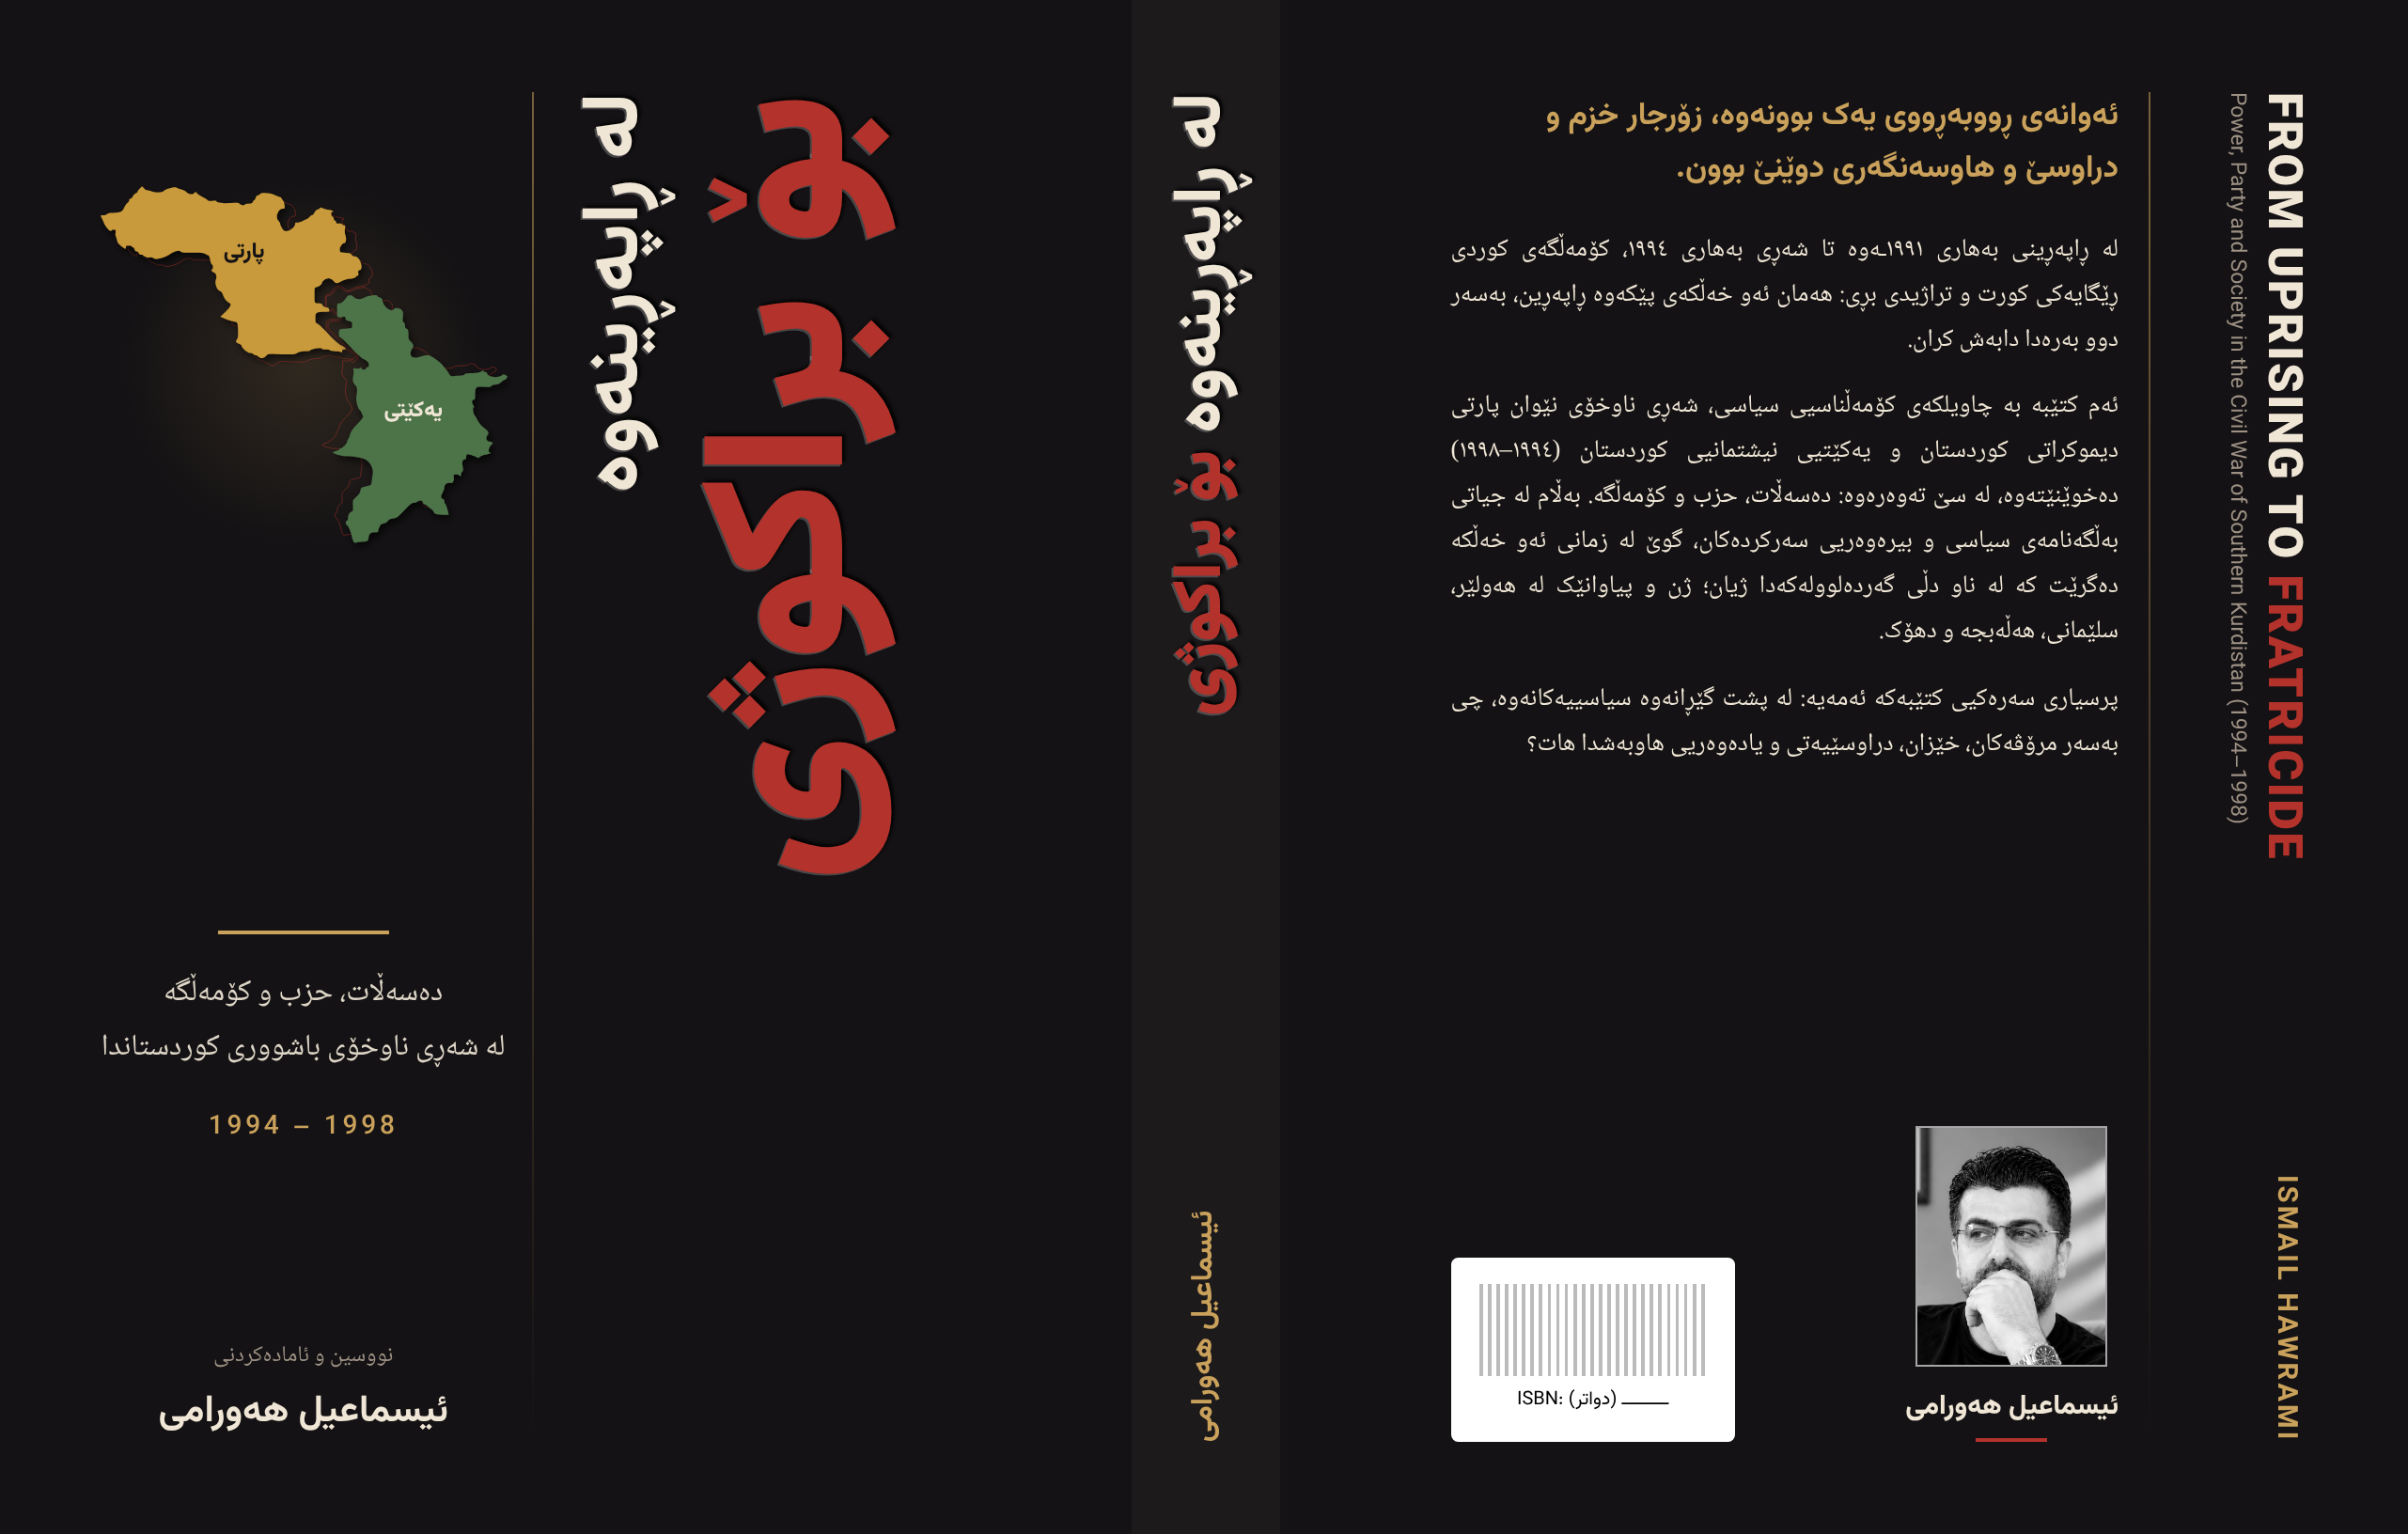 له ڕاپەڕینەوە
بۆ براکوژی
پارتی
یەکێتی
دەسەڵات، حزب و کۆمەڵگە
لە شەڕی ناوخۆی باشووری کوردستاندا
1994 – 1998
نووسین و ئامادەکردنی
ئیسماعیل هەورامی
لە ڕاپەڕینەوە بۆ براکوژی
ئیسماعیل هەورامی
ئەوانەی ڕووبەڕووی یەک بوونەوە، زۆرجار خزم و
دراوسێ و هاوسەنگەری دوێنێ بوون.
لە ڕاپەڕینی بەهاری ١٩٩١ـەوە تا شەڕی بەهاری ١٩٩٤، کۆمەڵگەی کوردی
ڕێگایەکی کورت و تراژیدی بڕی: هەمان ئەو خەڵکەی پێکەوە ڕاپەڕین، بەسەر
دوو بەرەدا دابەش کران.
ئەم کتێبە بە چاویلکەی کۆمەڵناسیی سیاسی، شەڕی ناوخۆی نێوان پارتی
دیموکراتی کوردستان و یەکێتیی نیشتمانیی کوردستان (١٩٩٤–١٩٩٨)
دەخوێنێتەوە، لە سێ تەوەرەوە: دەسەڵات، حزب و کۆمەڵگە. بەڵام لە جیاتی
بەڵگەنامەی سیاسی و بیرەوەریی سەرکردەکان، گوێ لە زمانی ئەو خەڵکە
دەگرێت کە لە ناو دڵی گەردەلوولەکەدا ژیان؛ ژن و پیاوانێک لە هەولێر،
سلێمانی، هەڵەبجە و دهۆک.
پرسیاری سەرەکیی کتێبەکە ئەمەیە: لە پشت گێڕانەوە سیاسییەکانەوە، چی
بەسەر مرۆڤەکان، خێزان، دراوسێیەتی و یادەوەریی هاوبەشدا هات؟
ISBN: (دواتر) ـــــــــ
ئیسماعیل هەورامی
FROM UPRISING TO FRATRICIDE
Power, Party and Society in the Civil War of Southern Kurdistan (1994–1998)
ISMAIL HAWRAMI